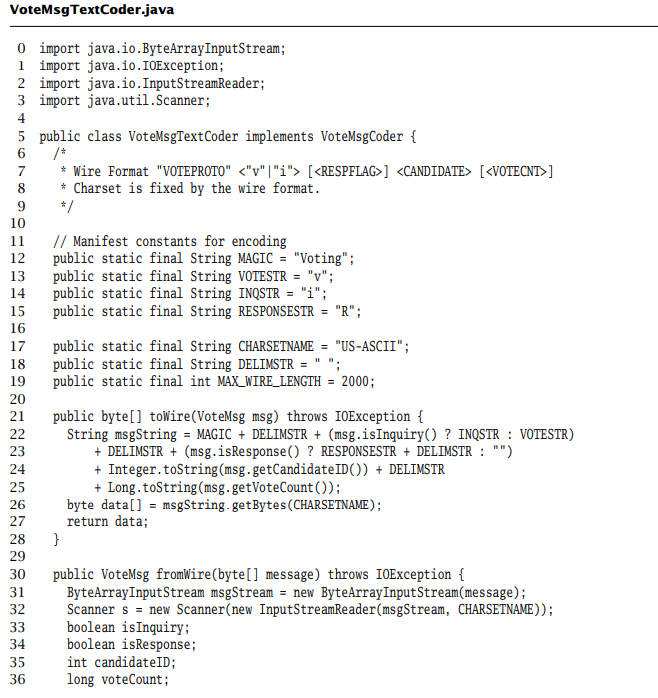 VoteMsgTextCoder.java
0 import java.io.ByteArrayInputStream;
1 import java.io.IOException;
2 import java.io.InputStreamReader;
3 import java.util.Scanner;
4
5 public class VoteMsgTextCoder implements VoteMsgCoder {
6 /*
7 * Wire Format "VOTEPROTO" <"v"|"i"> [<RESPFLAG>] <CANDIDATE> [<VOTECNT>]
8 * Charset is fixed by the wire format.
9 */
10
11 // Manifest constants for encoding
12 public static final String MAGIC = "Voting";
13 public static final String VOTESTR = "v";
14 public static final String INQSTR = "i";
15 public static final String RESPONSESTR = "R";
16
17 public static final String CHARSETNAME = "US-ASCII";
18 public static final String DELIMSTR = " ";
19 public static final int MAX_WIRE_LENGTH = 2000;
20
21 public byte[] toWire(VoteMsg msg) throws IOException {
22 String msgString = MAGIC + DELIMSTR + (msg.isInquiry() ? INQSTR : VOTESTR)
23 + DELIMSTR + (msg.isResponse() ? RESPONSESTR + DELIMSTR : "")
24 + Integer.toString(msg.getCandidateID()) + DELIMSTR
25 + Long.toString(msg.getVoteCount());
26 byte data[] = msgString.getBytes(CHARSETNAME);
27 return data;
28 }
29
30 public VoteMsg fromWire(byte[] message) throws IOException {
31 ByteArrayInputStream msgStream = new ByteArrayInputStream(message);
32 Scanner s = new Scanner(new InputStreamReader(msgStream, CHARSETNAME));
33 boolean isInquiry;
34 boolean isResponse;
35 int candidateID;
36 long voteCount;